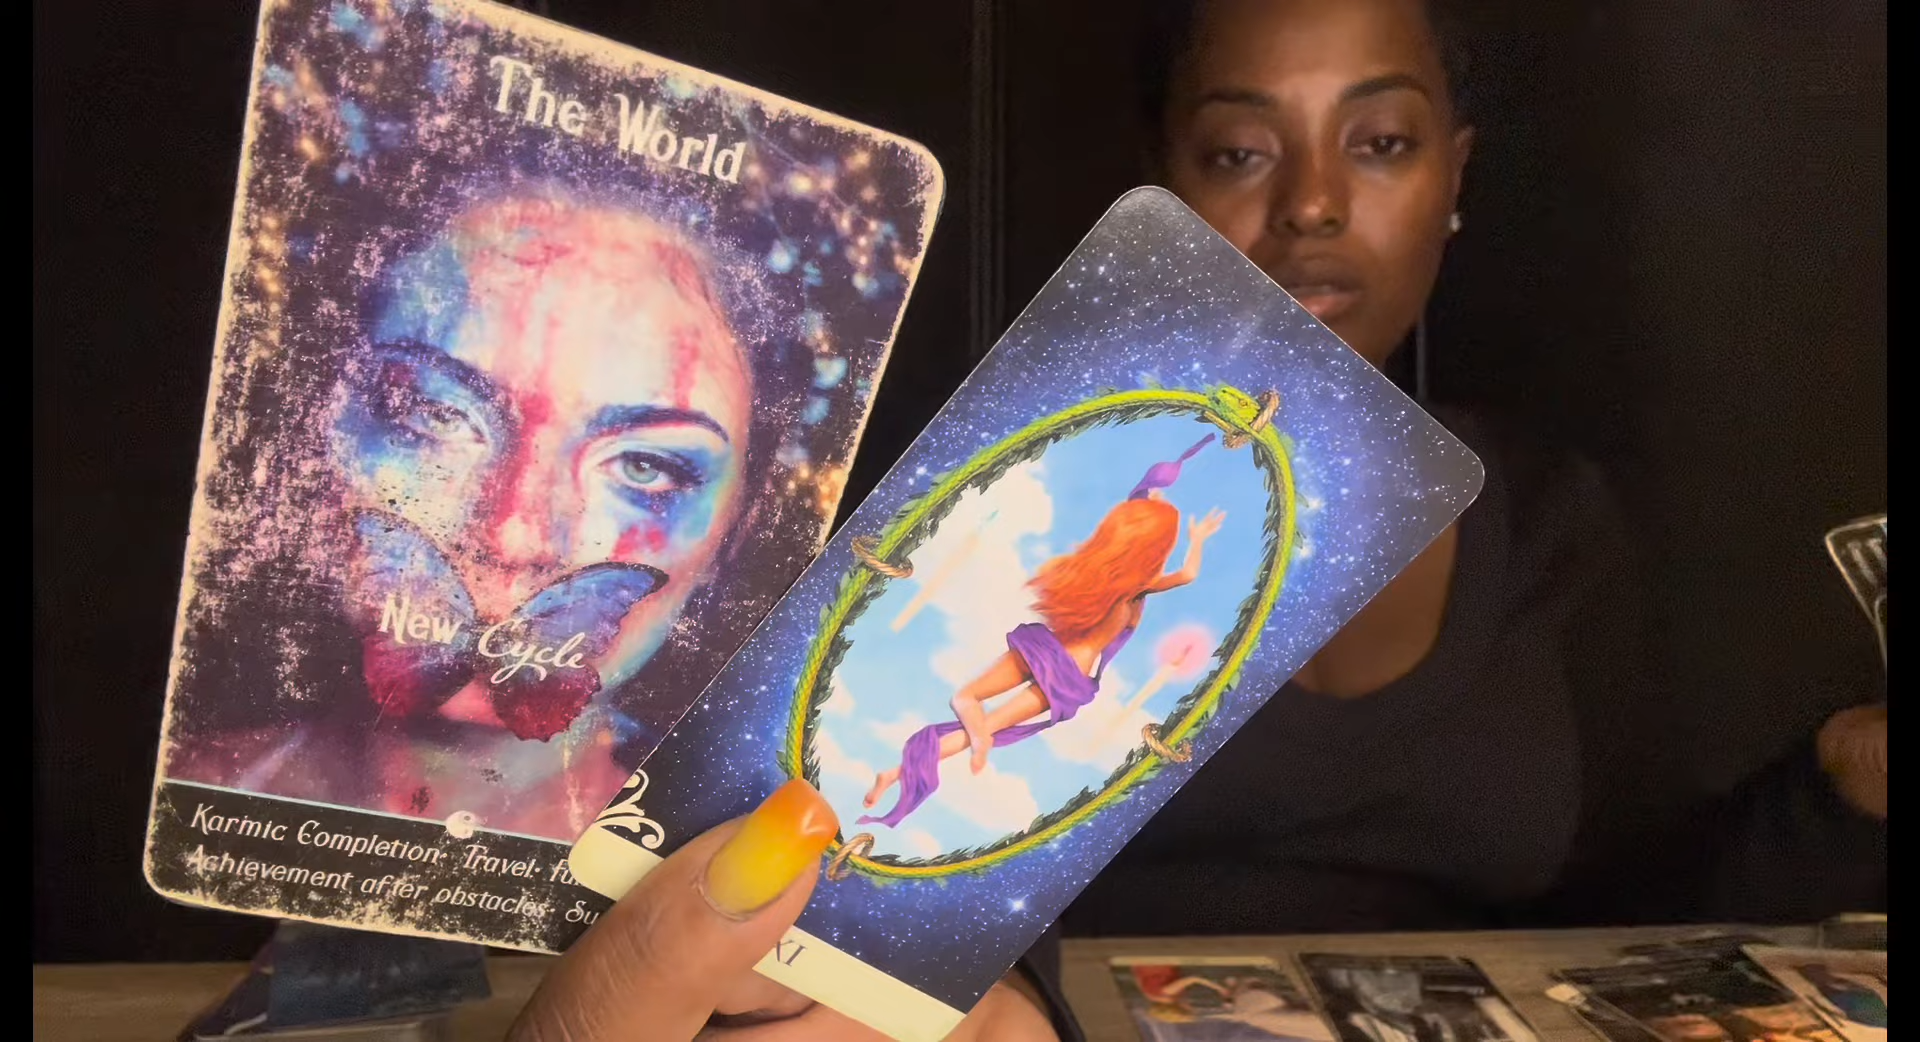 The World
New Cycle
Karmic Completion· Travel·
Achievement after obstacles·
XI